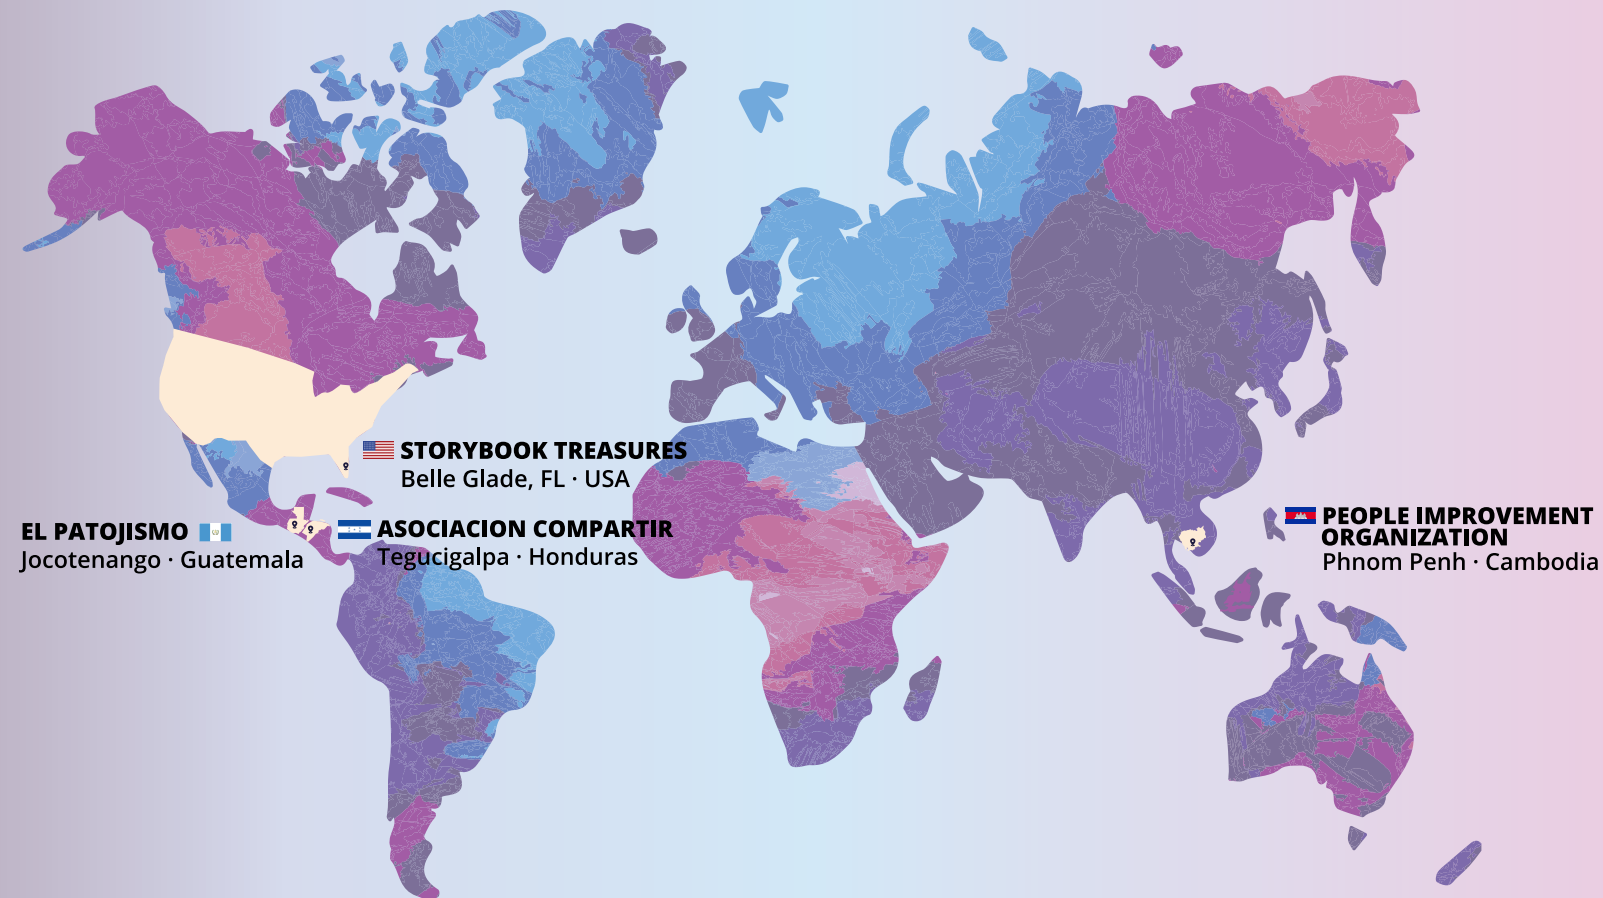 STORYBOOK TREASURES
Belle Glade, FL · USA
EL PATOJISMO
Jocotenango · Guatemala
ASOCIACION COMPARTIR
Tegucigalpa · Honduras
PEOPLE IMPROVEMENT
ORGANIZATION
Phnom Penh · Cambodia